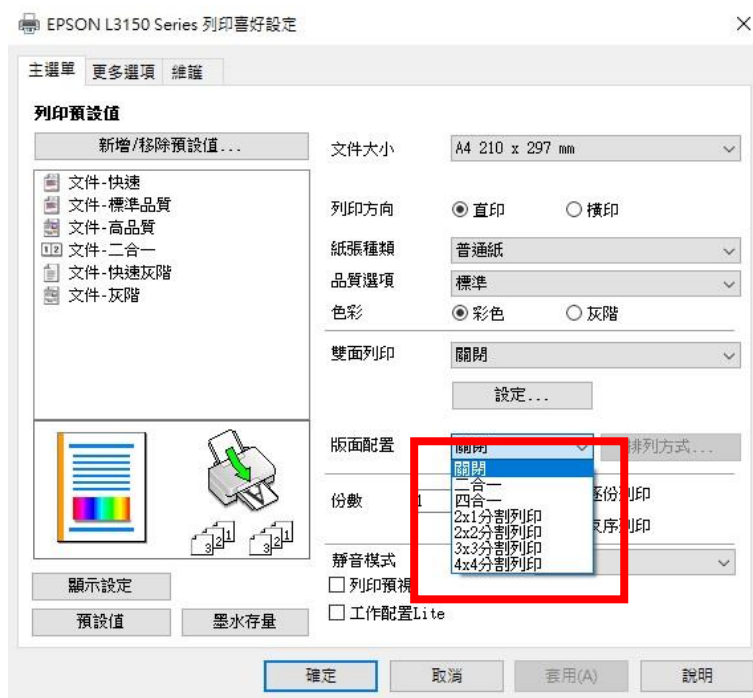 EPSON L3150 Series 列印喜好設定
主選單 更多選項 維護
列印預設值
新增/移除預設值...
文件-快速
文件-標準品質
文件-高品質
文件-二合一
文件-快速灰階
文件-灰階
文件大小 A4 210 x 297 mm
列印方向 直印 橫印
紙張種類 普通紙
品質選項 標準
色彩 彩色 灰階
雙面列印 關閉
設定...
版面配置 關閉 排列方式...
關閉
二合一
四合一
2x1分割列印
2x2分割列印
3x3分割列印
4x4分割列印
份數 1 逐份列印
序列印
靜音模式
列印預視
工作配置Lite
顯示設定
預設值 墨水存量
確定 取消 套用(A) 說明